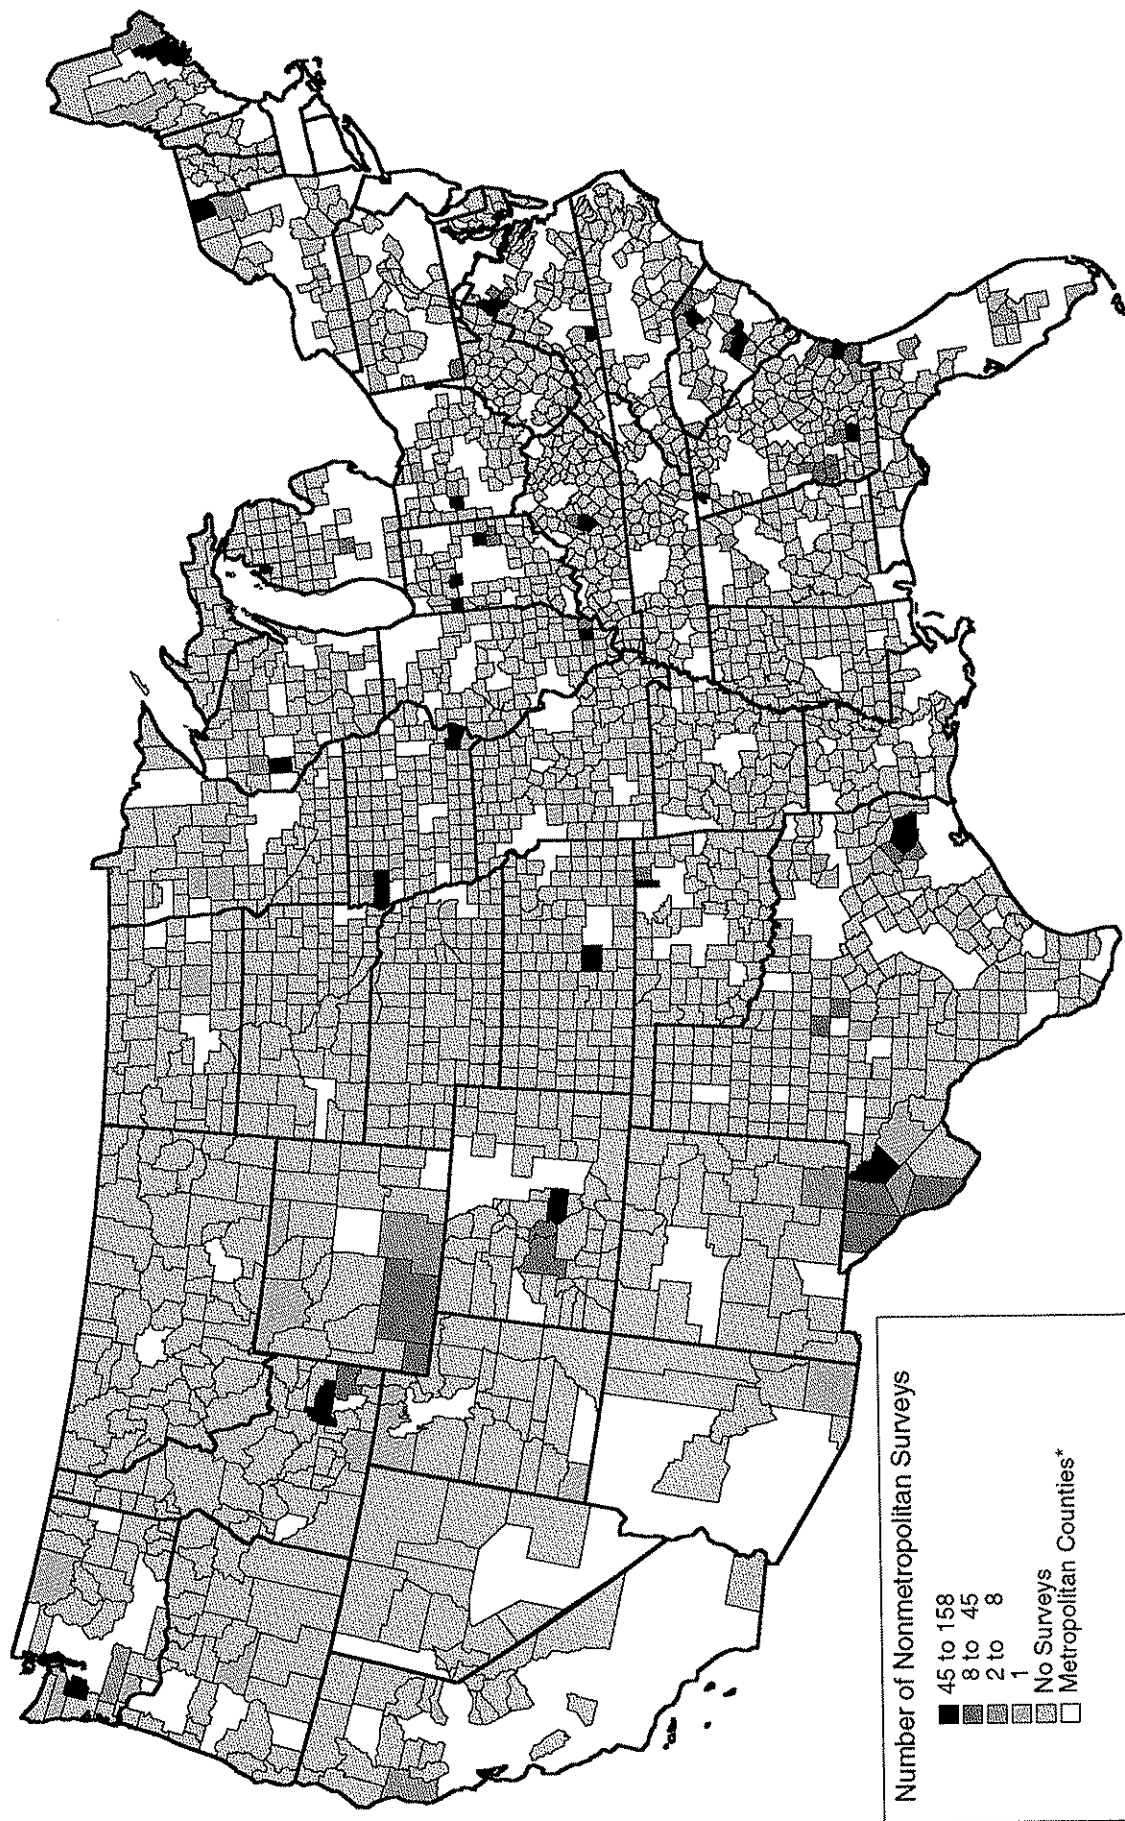 Number of Nonmetropolitan Surveys
45 to 158
8 to 45
2 to 8
1
No Surveys
Metropolitan Counties*